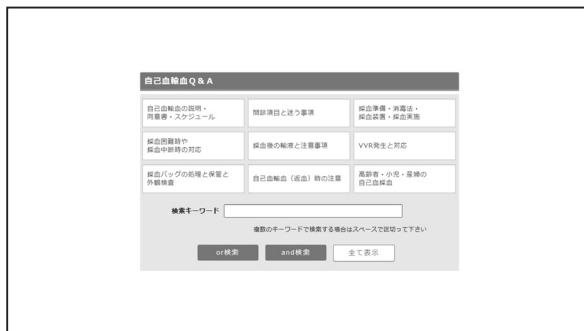 自己血輸血Q & A
自己血輸血の説明・
同意書・スケジュール
問診項目と迷う事項
採血準備・消毒法・
採血装置・採血実施
採血困難時や
採血中断時の対応
採血後の輸液と注意事項
VVR発生と対応
採血バッグの処理と保管と
外観検査
自己血輸血（返血）時の注意
高齢者・小児・産婦の
自己血採血
検索キーワード
複数のキーワードで検索する場合はスペースで区切って下さい
or検索
and検索
全て表示